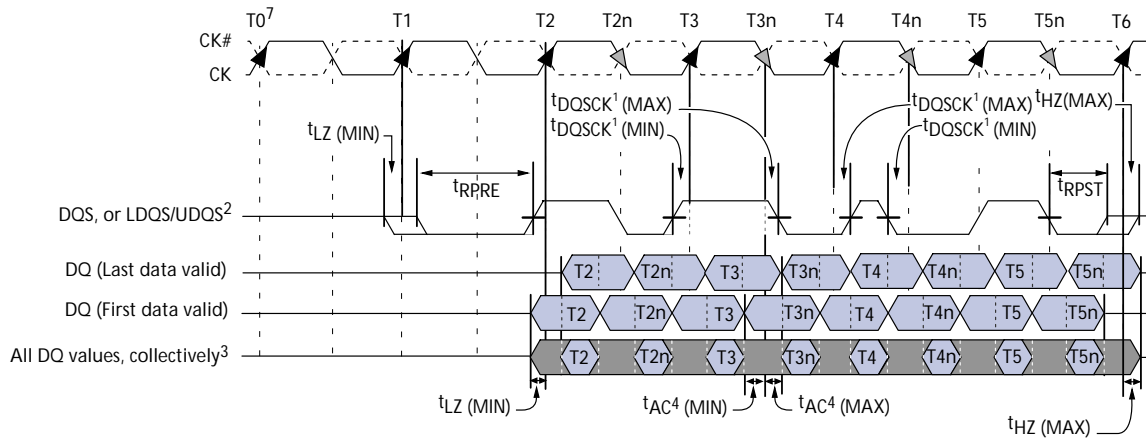 T0⁷ T1 T2 T2n T3 T3n T4 T4n T5 T5n T6
CK#
CK
tDQSCK¹ (MAX) tDQSCK¹ (MAX) tHZ(MAX)
tLZ (MIN) tDQSCK¹ (MIN) tDQSCK¹ (MIN)
tRPRE tRPST
DQS, or LDQS/UDQS²
DQ (Last data valid) T2 T2n T3 T3n T4 T4n T5 T5n
DQ (First data valid) T2 T2n T3 T3n T4 T4n T5 T5n
All DQ values, collectively³ T2 T2n T3 T3n T4 T4n T5 T5n
tLZ (MIN) tAC⁴ (MIN) tAC⁴ (MAX)
tHZ (MAX)